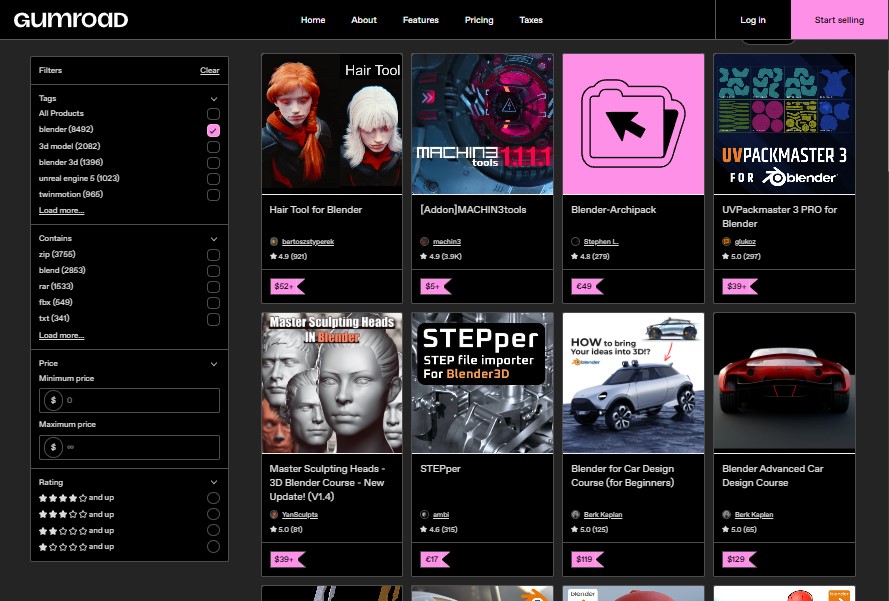 GUMROAD
Home
About
Features
Pricing
Taxes
Log in
Start selling
Filters
Clear
Tags
All Products
blender (8492)
3d model (2082)
blender 3d (1396)
unreal engine 5 (1023)
twinmotion (965)
Load more...
Contains
zip (3755)
blend (2853)
rar (1533)
fbx (549)
txt (341)
Load more...
Price
Minimum price
$ 0
Maximum price
$ ∞
Rating
and up
and up
and up
and up
Hair Tool
Hair Tool for Blender
bartoszstyperek
4.9 (921)
$52+
MACHIN3
tools 1.1.1
[Addon]MACHIN3tools
machin3
4.9 (3.9K)
$5+
Blender-Archipack
Stephen L.
4.8 (279)
€49
UVPACKMASTER 3
FOR blender
UVPackmaster 3 PRO for
Blender
glukoz
5.0 (297)
$39+
Master Sculpting Heads
IN Blender
Master Sculpting Heads -
3D Blender Course - New
Update! (V1.4)
YanSculpts
5.0 (81)
$39+
STEPper
STEP file importer
For Blender3D
STEPper
ambi
4.6 (315)
€17
HOW to bring
Your ideas into 3D!?
blender
Blender for Car Design
Course (for Beginners)
Berk Kaplan
5.0 (125)
$119
Blender Advanced Car
Design Course
Berk Kaplan
5.0 (65)
$129
blender
blender